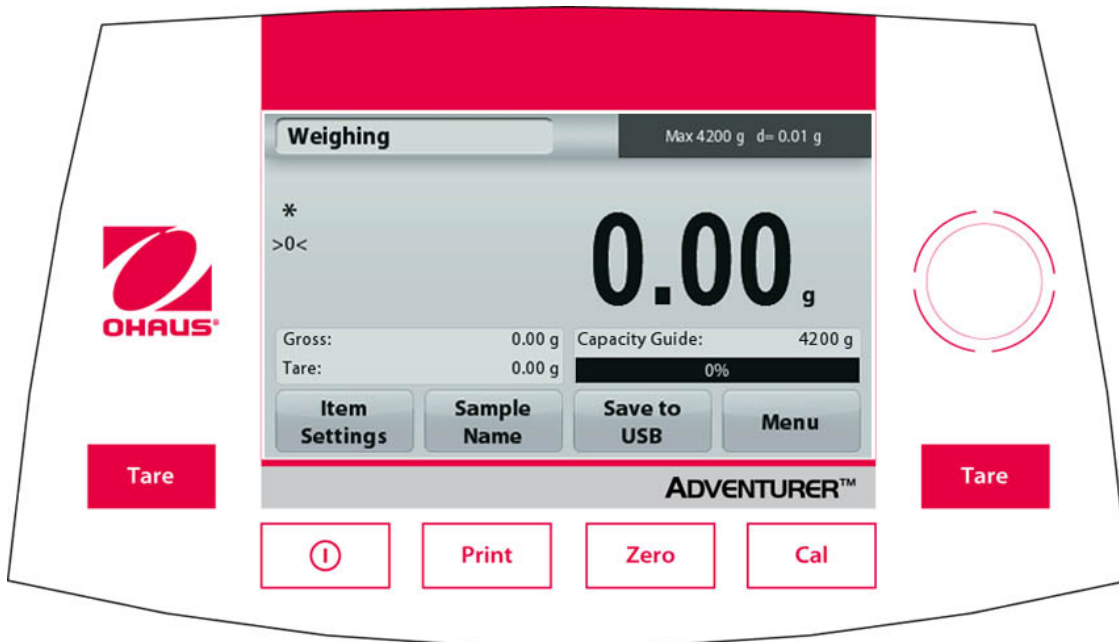 Weighing
Max 4200 g d= 0.01 g
*
>0<
0.00 g
OHAUS®
Gross: 0.00 g
Tare: 0.00 g
Capacity Guide: 4200 g
0%
Item
Settings
Sample
Name
Save to
USB
Menu
Tare
Tare
ADVENTURER™
Print
Zero
Cal